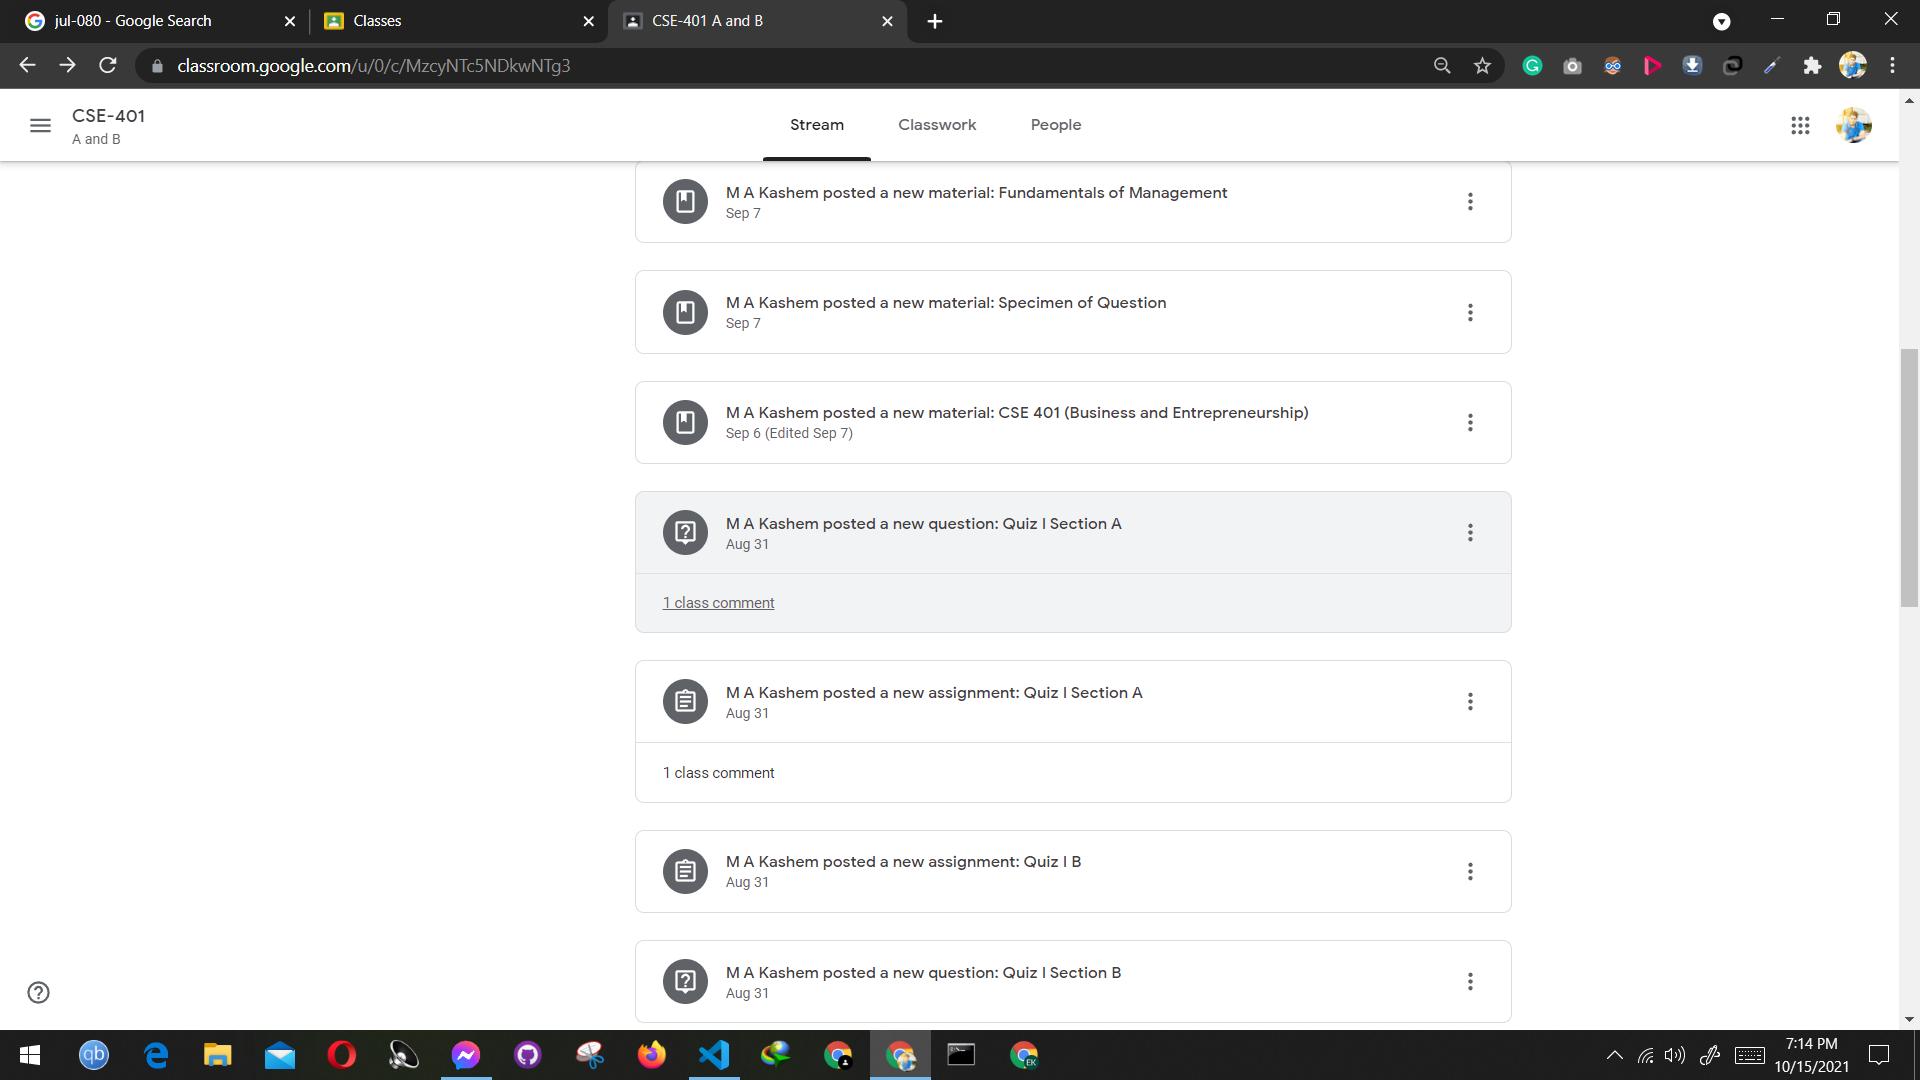 jul-080 - Google Search
Classes
CSE-401 A and B
classroom.google.com/u/0/c/MzcyNTc5NDkwNTg3
CSE-401
A and B
Stream
Classwork
People
M A Kashem posted a new material: Fundamentals of Management
Sep 7
M A Kashem posted a new material: Specimen of Question
Sep 7
M A Kashem posted a new material: CSE 401 (Business and Entrepreneurship)
Sep 6 (Edited Sep 7)
M A Kashem posted a new question: Quiz I Section A
Aug 31
1 class comment
M A Kashem posted a new assignment: Quiz I Section A
Aug 31
1 class comment
M A Kashem posted a new assignment: Quiz I B
Aug 31
M A Kashem posted a new question: Quiz I Section B
Aug 31
qb
EK
7:14 PM
10/15/2021